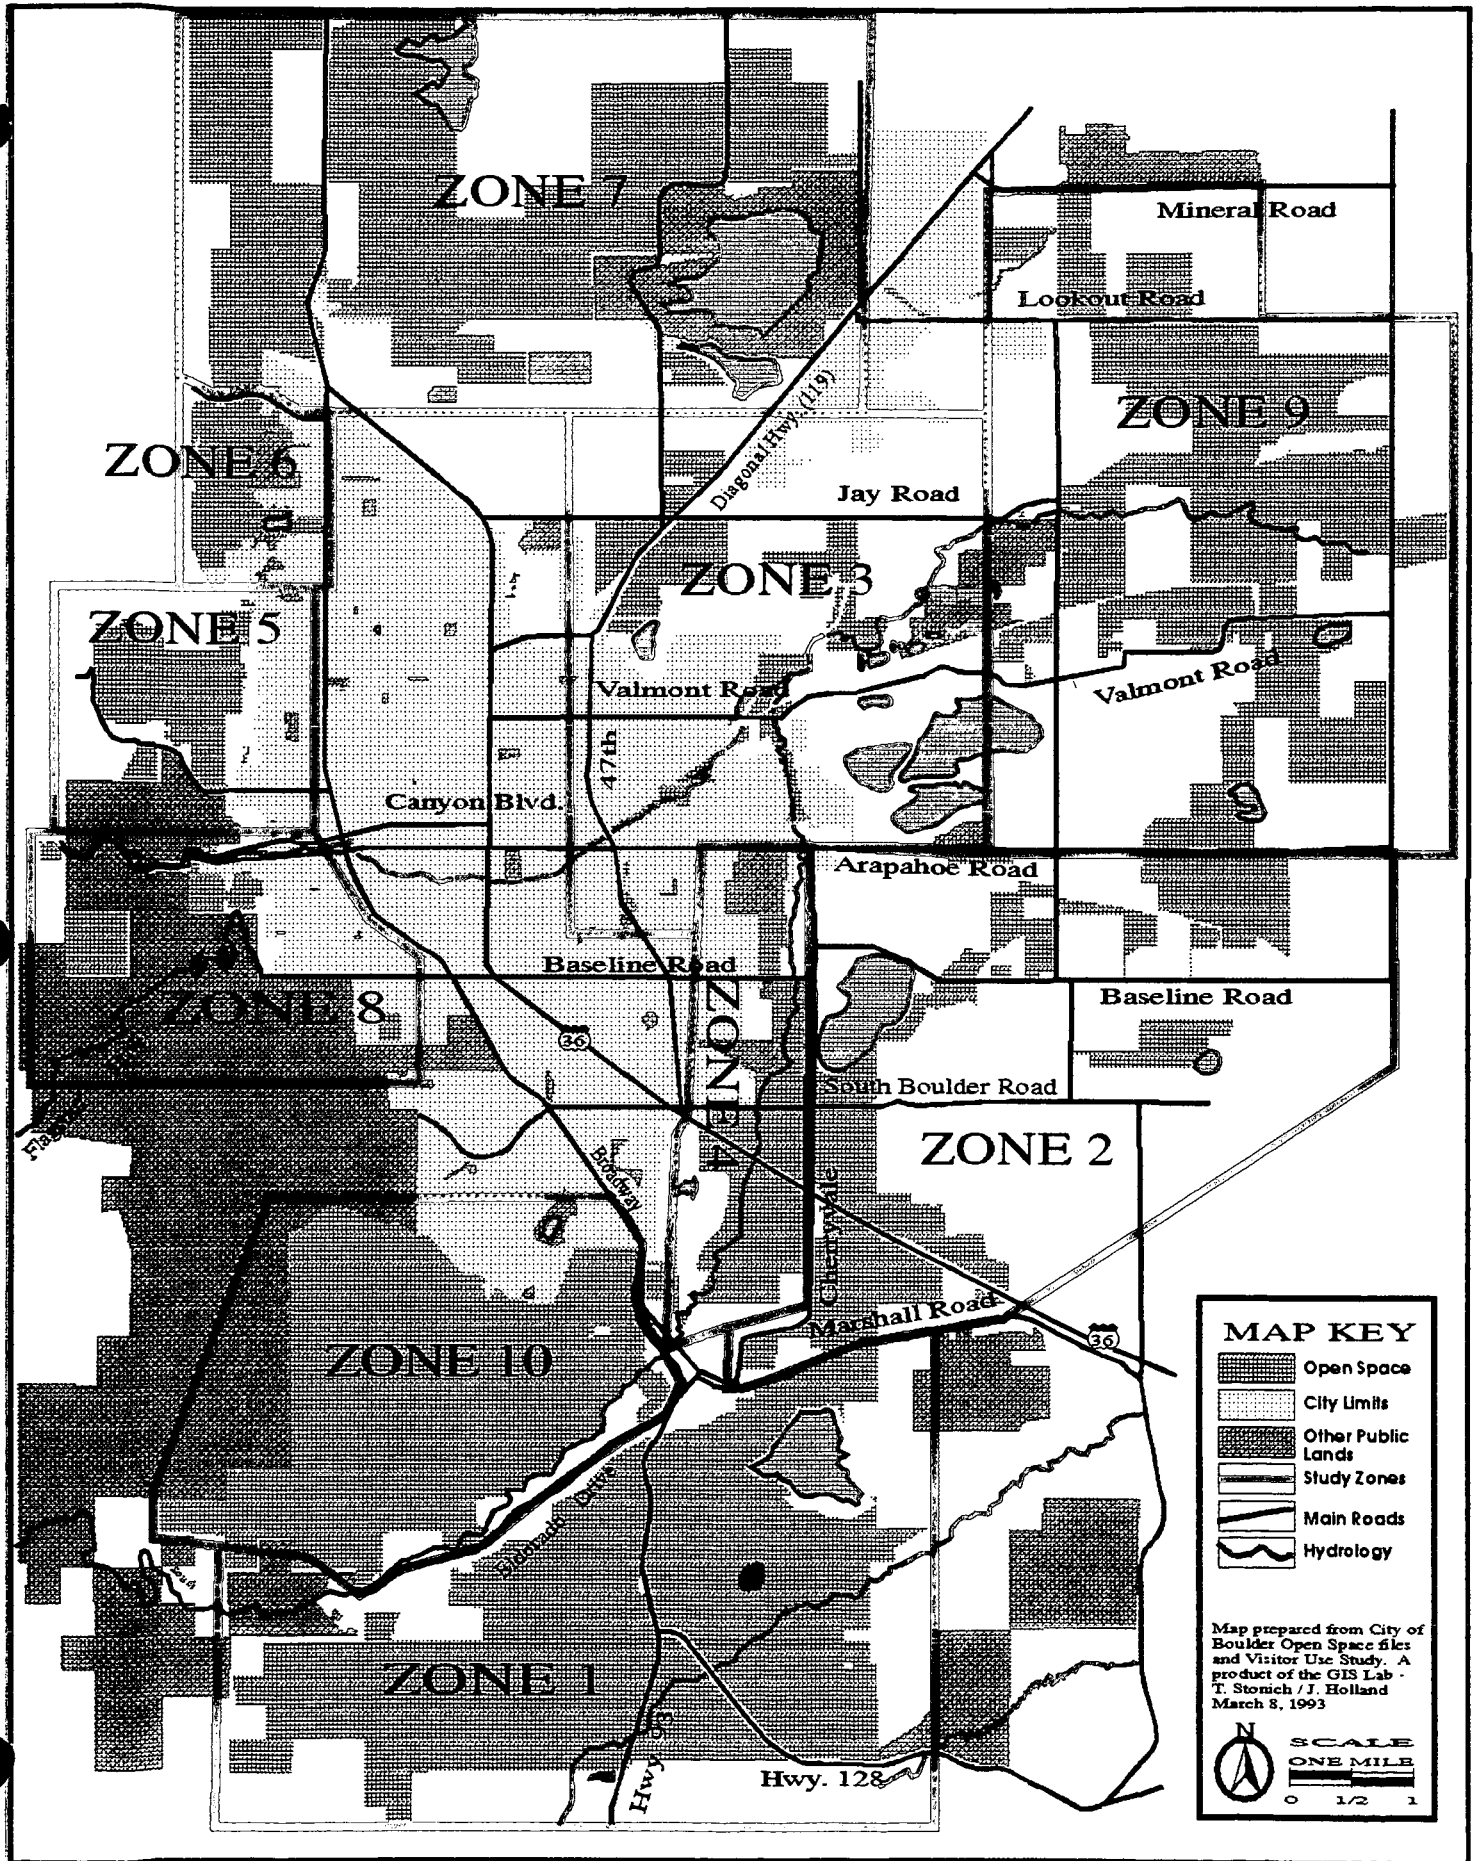 ZONE 7
Mineral Road
Lookout Road
Diagonal Hwy. (119)
ZONE 9
ZONE 6
Jay Road
ZONE 3
ZONE 5
Valmont Road
Valmont Road
47th
Canyon Blvd.
Arapahoe Road
Baseline Road
ZONE 8
Baseline Road
36
ZONE 4
South Boulder Road
ZONE 2
Broadway
Cherryvale
Marshall Road
36
ZONE 10
Eldorado Drive
ZONE 1
Hwy. 93
Hwy. 128
MAP KEY
Open Space
City Limits
Other Public
Lands
Study Zones
Main Roads
Hydrology
Map prepared from City of
Boulder Open Space files
and Visitor Use Study. A
product of the GIS Lab -
T. Stonich / J. Holland
March 8, 1993
N
SCALE
ONE MILE
0 1/2 1